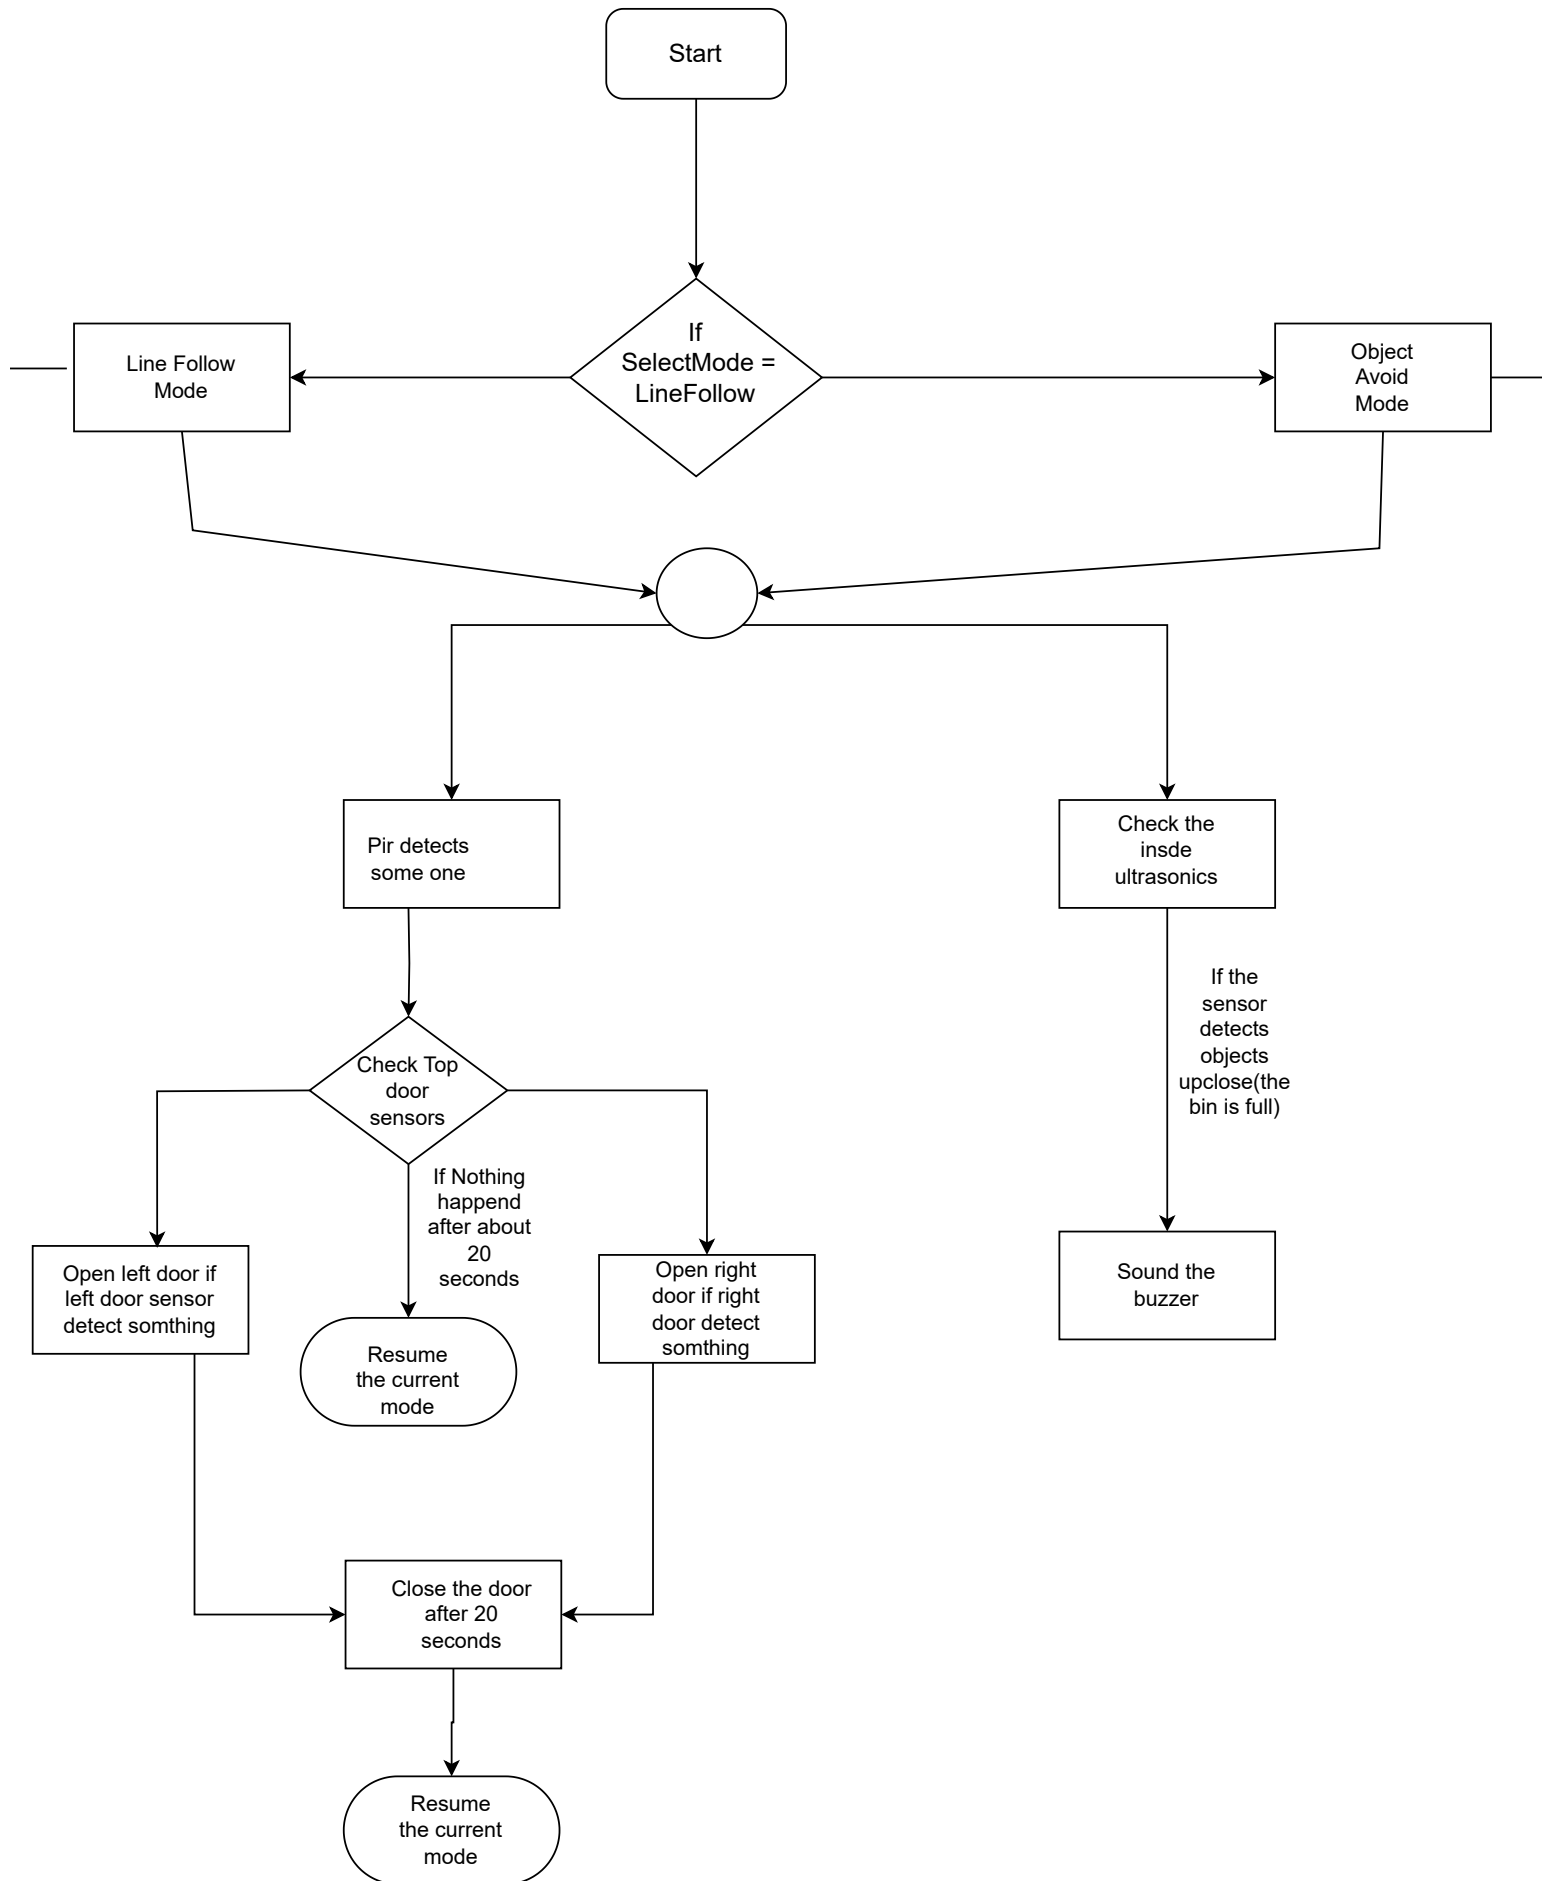 Start
If
SelectMode =
LineFollow
Line Follow
Mode
Object
Avoid
Mode
Pir detects
some one
Check the
insde
ultrasonics
If the
sensor
detects
objects
upclose(the
bin is full)
Check Top
door
sensors
If Nothing
happend
after about
20
seconds
Open left door if
left door sensor
detect somthing
Open right
door if right
door detect
somthing
Sound the
buzzer
Resume
the current
mode
Close the door
after 20
seconds
Resume
the current
mode